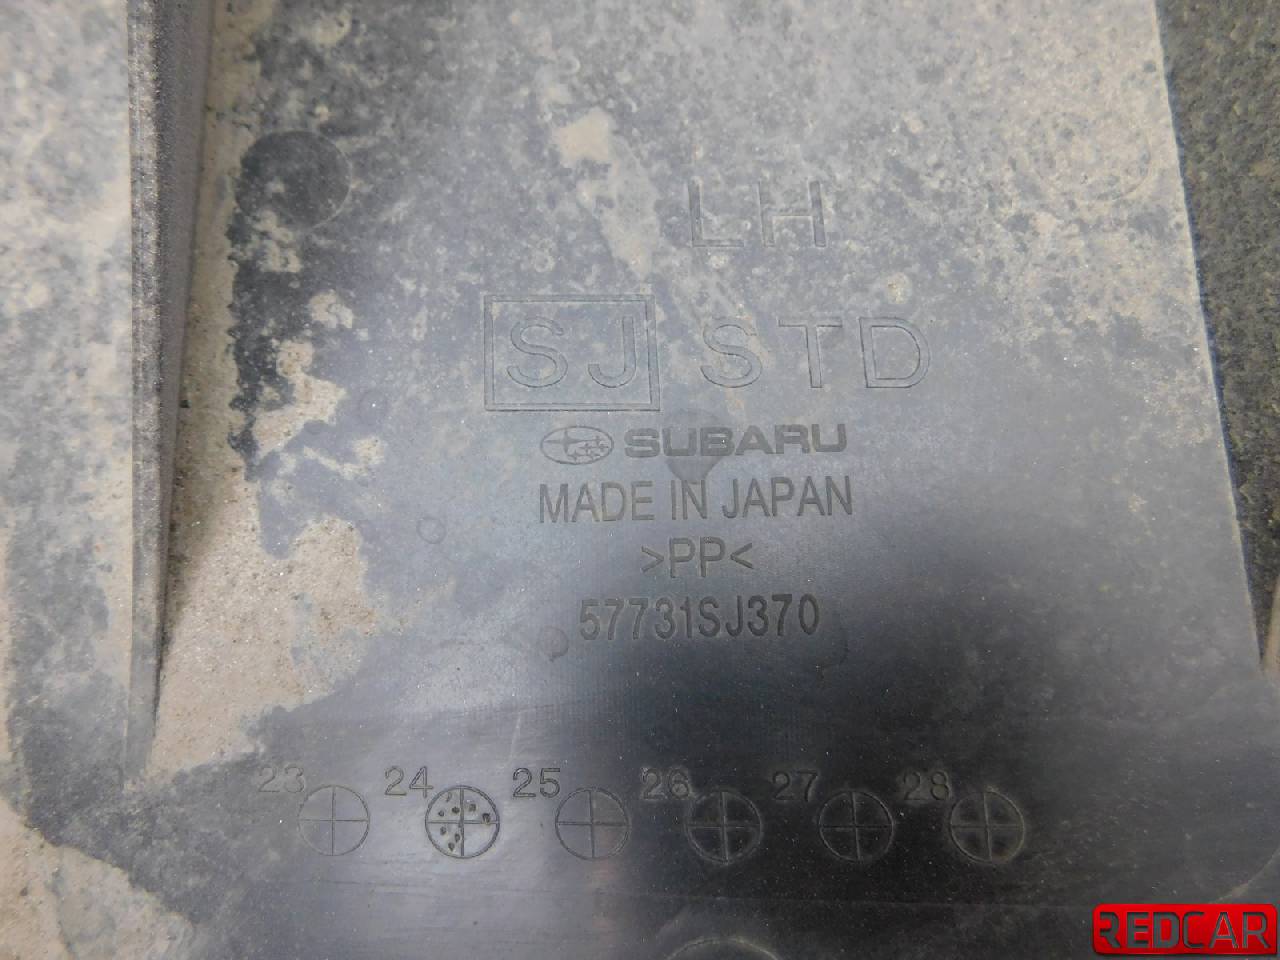 LH
SJ STD
SUBARU
MADE IN JAPAN
>PP<
57731SJ370
23 24 25 26 27 28
REDCAR